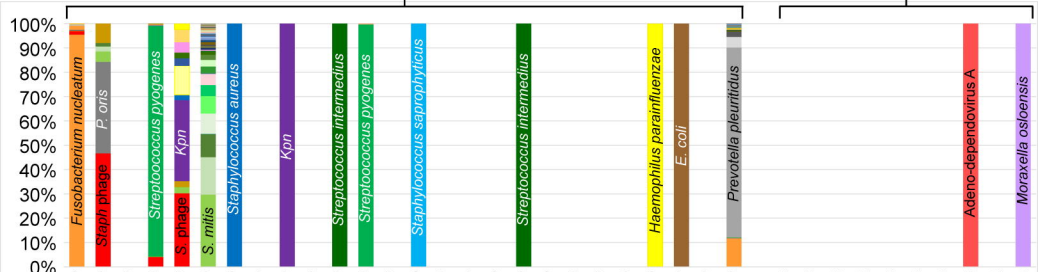 100%
90%
80%
70%
60%
50%
40%
30%
20%
10%
0%
Fusobacterium nucleatum
Staph phage
P. oris
Streptococcus pyogenes
S. phage
Kpn
S. mitis
Staphylococcus aureus
Kpn
Streptococcus intermedius
Streptococcus pyogenes
Staphylococcus saprophyticus
Streptococcus intermedius
Haemophilus parainfluenzae
E. coli
Prevotella pleuritidus
Adeno-dependovirus A
Moraxella osloensis